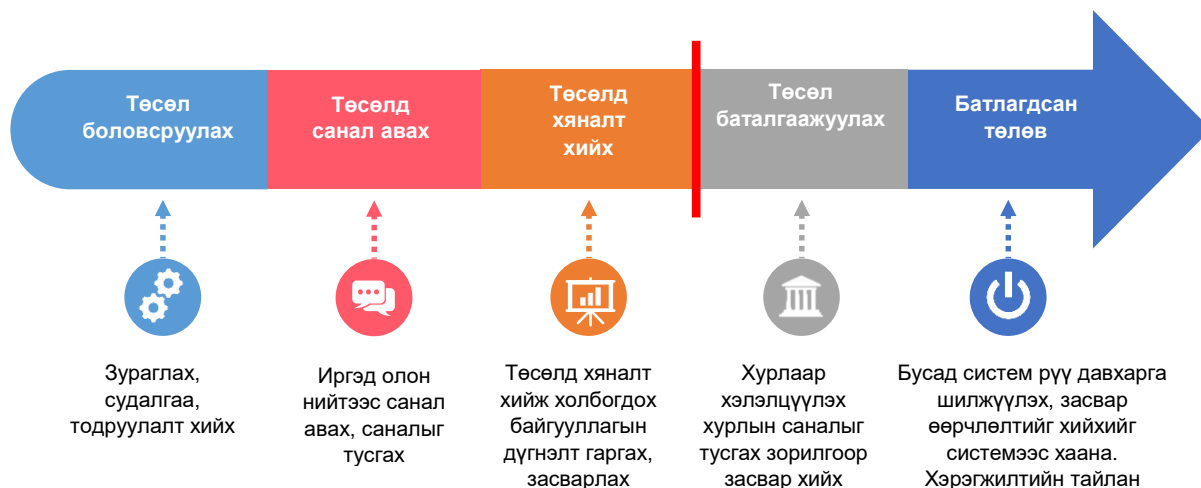 Төсөл
боловсруулах
Төсөлд
санал авах
Төсөлд
хяналт
хийх
Төсөл
баталгаажуулах
Батлагдсан
төлөв
Зураглах,
судалгаа,
тодруулалт хийх
Иргэд олон
нийтээс санал
авах, саналыг
тусгах
Төсөлд хяналт
хийж холбогдох
байгууллагын
дүгнэлт гаргах,
засварлах
Хурлаар
хэлэлцүүлэх
хурлын саналыг
тусгах зорилгоор
засвар хийх
Бусад систем рүү давхарга
шилжүүлэх, засвар
өөрчлөлтийг хийхийг
системээс хаана.
Хэрэгжилтийн тайлан